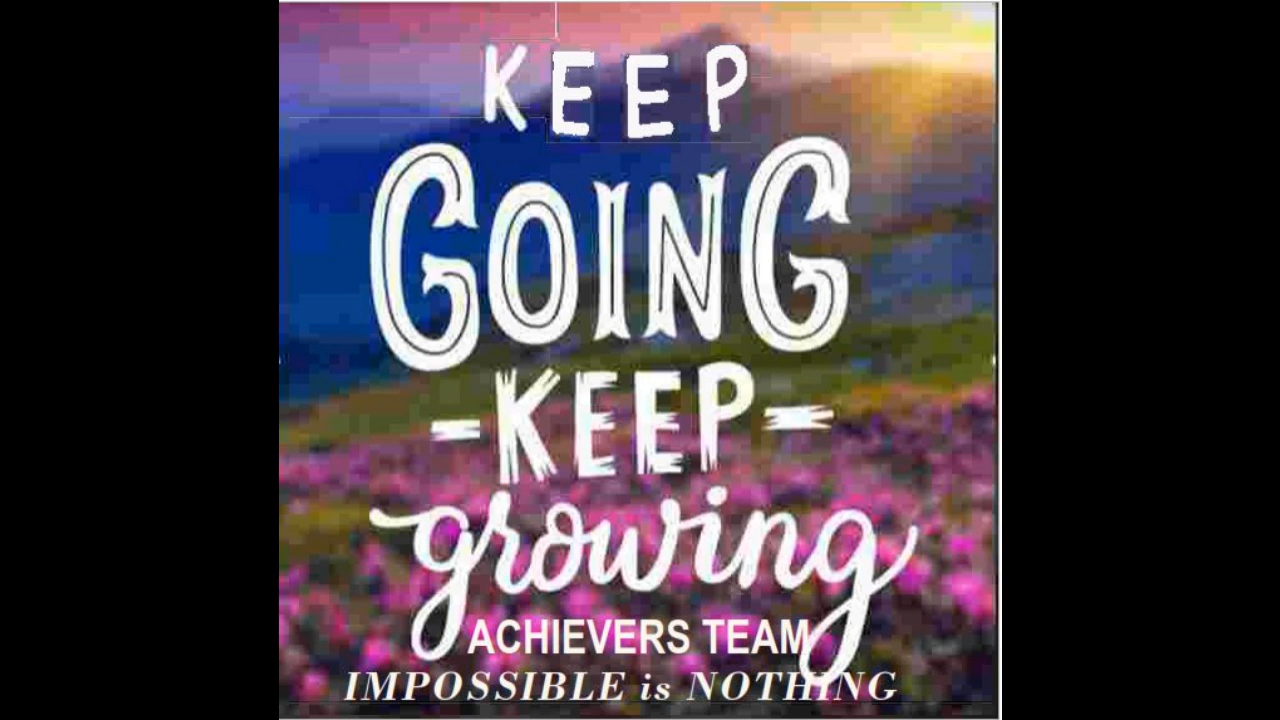 KEEP
GOING
-KEEP-
growing
ACHIEVERS TEAM
IMPOSSIBLE is NOTHING